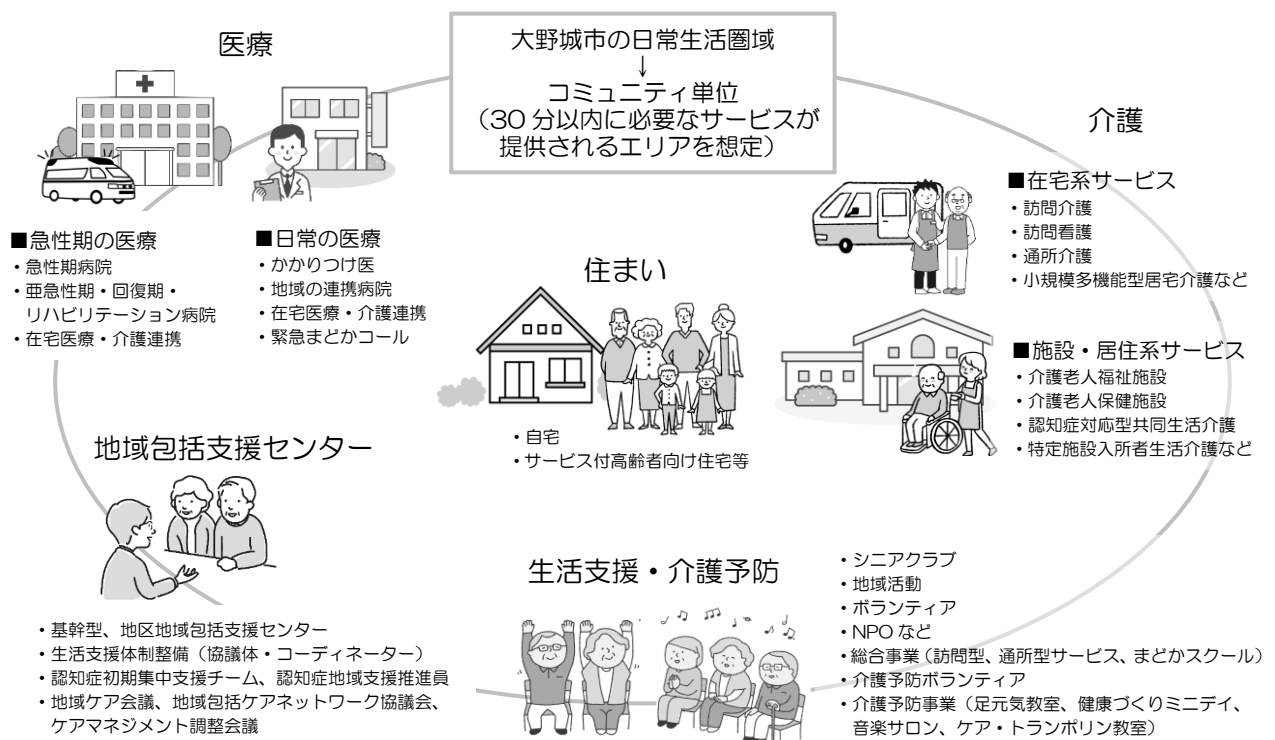 大野城市の日常生活圏域
↓
コミュニティ単位
（30 分以内に必要なサービスが
提供されるエリアを想定）
医療
■急性期の医療
・急性期病院
・亜急性期・回復期・
リハビリテーション病院
・在宅医療・介護連携
■日常の医療
・かかりつけ医
・地域の連携病院
・在宅医療・介護連携
・緊急まどかコール
住まい
・自宅
・サービス付高齢者向け住宅等
介護
■在宅系サービス
・訪問介護
・訪問看護
・通所介護
・小規模多機能型居宅介護など
■施設・居住系サービス
・介護老人福祉施設
・介護老人保健施設
・認知症対応型共同生活介護
・特定施設入所者生活介護など
地域包括支援センター
・基幹型、地区地域包括支援センター
・生活支援体制整備（協議体・コーディネーター）
・認知症初期集中支援チーム、認知症地域支援推進員
・地域ケア会議、地域包括ケアネットワーク協議会、
ケアマネジメント調整会議
生活支援・介護予防
・シニアクラブ
・地域活動
・ボランティア
・NPO など
・総合事業（訪問型、通所型サービス、まどかスクール）
・介護予防ボランティア
・介護予防事業（足元気教室、健康づくりミニデイ、
音楽サロン、ケア・トランポリン教室）